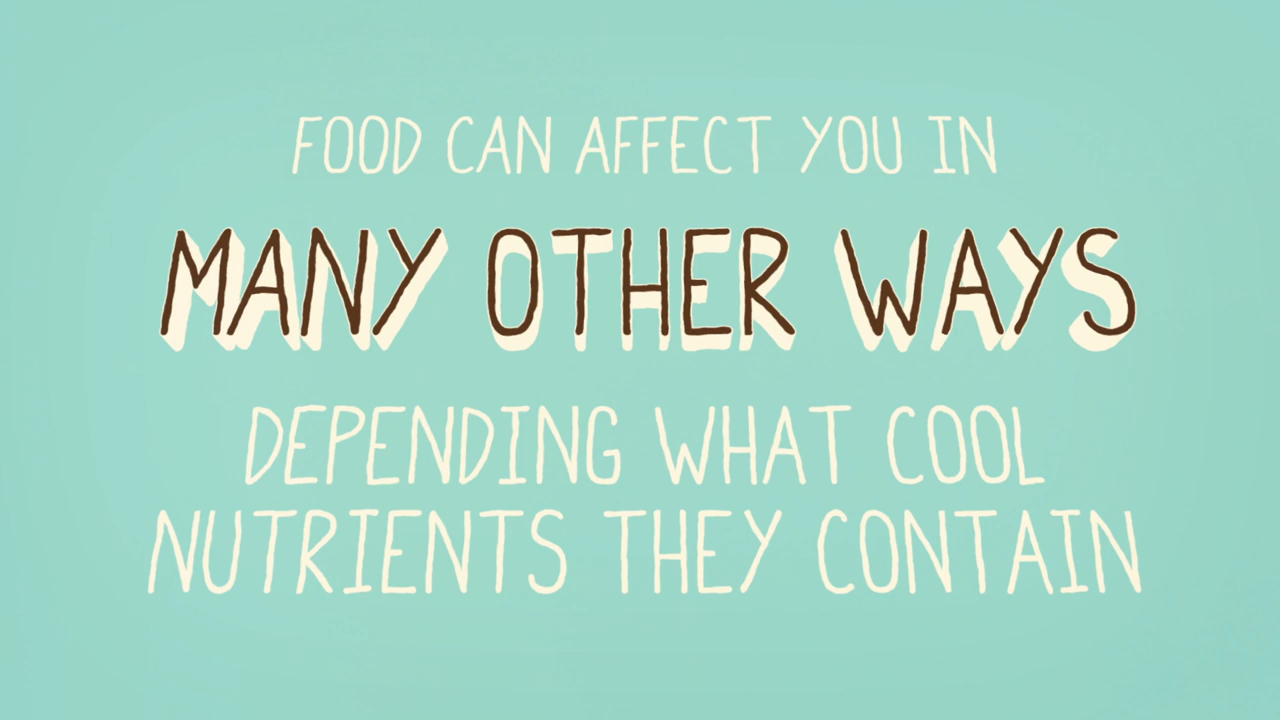 FOOD CAN AFFECT YOU IN
MANY OTHER WAYS
DEPENDING WHAT COOL
NUTRIENTS THEY CONTAIN